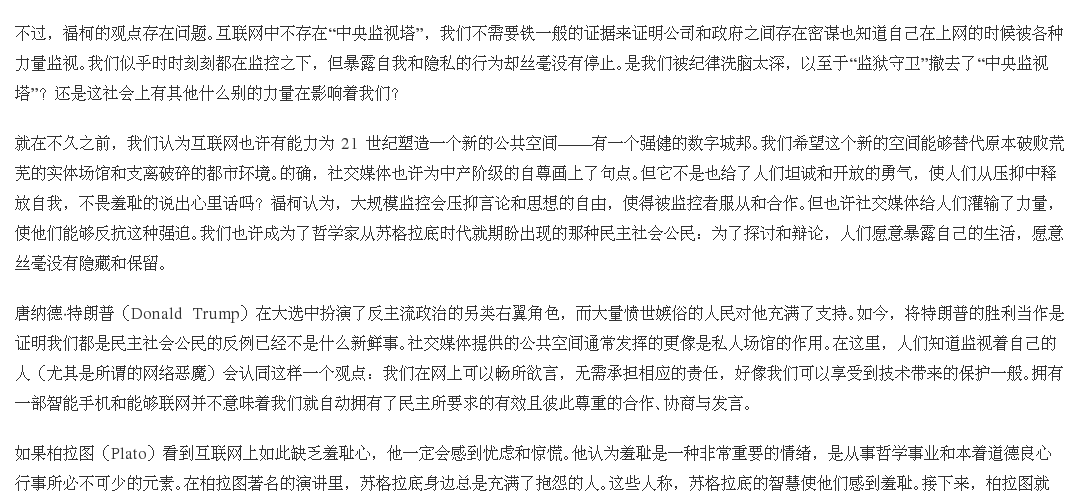 不过，福柯的观点存在问题。互联网中不存在“中央监视塔”，我们不需要铁一般的证据来证明公司和政府之间存在密谋也知道自己在上网的时候被各种
力量监视。我们似乎时时刻刻都在监控之下，但暴露自我和隐私的行为却丝毫没有停止。是我们被纪律洗脑太深，以至于“监狱守卫”撤去了“中央监视
塔”？还是这社会上有其他什么别的力量在影响着我们？
就在不久之前，我们认为互联网也许有能力为 21 世纪塑造一个新的公共空间——有一个强健的数字城邦。我们希望这个新的空间能够替代原本破败荒
芜的实体场馆和支离破碎的都市环境。的确，社交媒体也许为中产阶级的自尊画上了句点。但它不是也给了人们坦诚和开放的勇气，使人们从压抑中释
放自我，不畏羞耻的说出心里话吗？福柯认为，大规模监控会压抑言论和思想的自由，使得被监控者服从和合作。但也许社交媒体给人们灌输了力量，
使他们能够反抗这种强迫。我们也许成为了哲学家从苏格拉底时代就期盼出现的那种民主社会公民：为了探讨和辩论，人们愿意暴露自己的生活，愿意
丝毫没有隐藏和保留。
唐纳德·特朗普（Donald Trump）在大选中扮演了反主流政治的另类右翼角色，而大量愤世嫉俗的人民对他充满了支持。如今，将特朗普的胜利当作是
证明我们都是民主社会公民的反例已经不是什么新鲜事。社交媒体提供的公共空间通常发挥的更像是私人场馆的作用。在这里，人们知道监视着自己的
人（尤其是所谓的网络恶魔）会认同这样一个观点：我们在网上可以畅所欲言，无需承担相应的责任，好像我们可以享受到技术带来的保护一般。拥有
一部智能手机和能够联网并不意味着我们就自动拥有了民主所要求的有效且彼此尊重的合作、协商与发言。
如果柏拉图（Plato）看到互联网上如此缺乏羞耻心，他一定会感到忧虑和惊慌。他认为羞耻是一种非常重要的情绪，是从事哲学事业和本着道德良心
行事所必不可少的元素。在柏拉图著名的演讲里，苏格拉底身边总是充满了抱怨的人。这些人称，苏格拉底的智慧使他们感到羞耻。接下来，柏拉图就